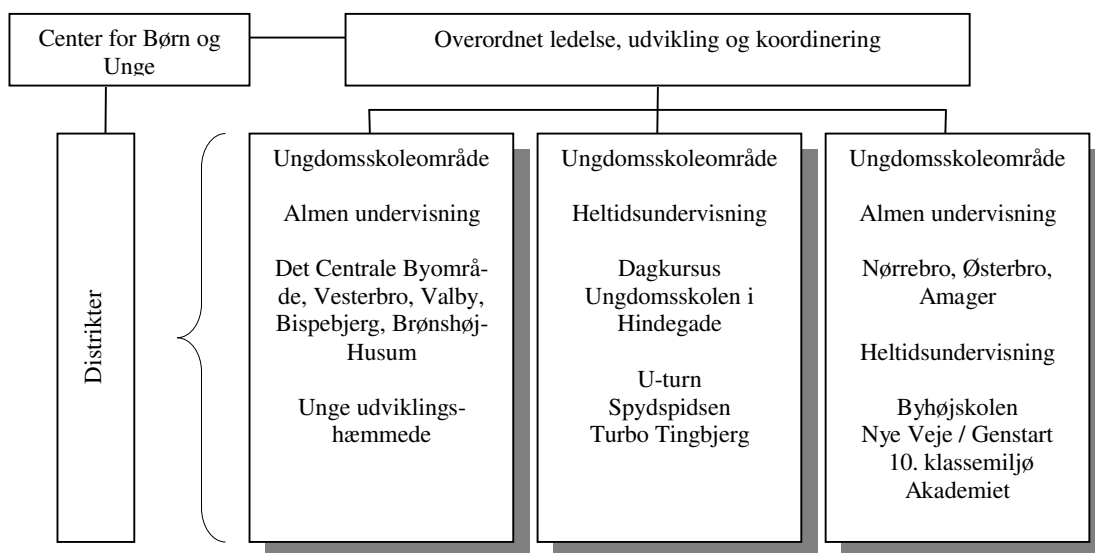 Center for Børn og
Unge
Overordnet ledelse, udvikling og koordinering
Distrikter
Ungdomsskoleområde
Almen undervisning
Det Centrale Byområ-
de, Vesterbro, Valby,
Bispebjerg, Brønshøj-
Husum
Unge udviklings-
hæmmede
Ungdomsskoleområde
Heltidsundervisning
Dagkursus
Ungdomsskolen i
Hindegade
U-turn
Spydspidsen
Turbo Tingbjerg
Ungdomsskoleområde
Almen undervisning
Nørrebro, Østerbro,
Amager
Heltidsundervisning
Byhøjskolen
Nye Veje / Genstart
10. klassemiljø
Akademiet